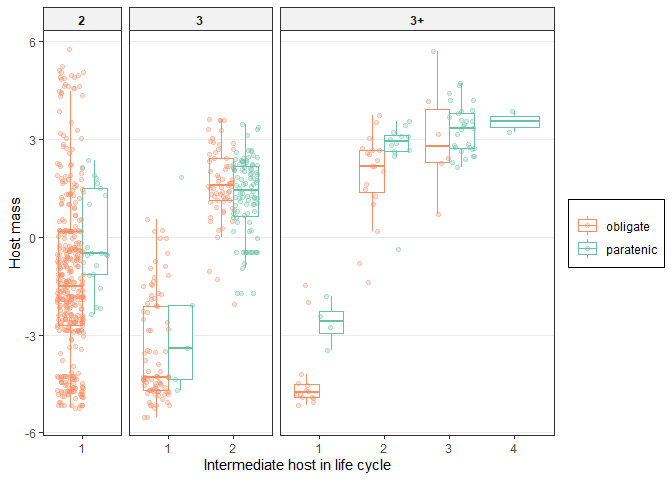 2 3 3+
6
3
0
-3
-6
Host mass
1 1 2 1 2 3 4
Intermediate host in life cycle
obligate
paratenic